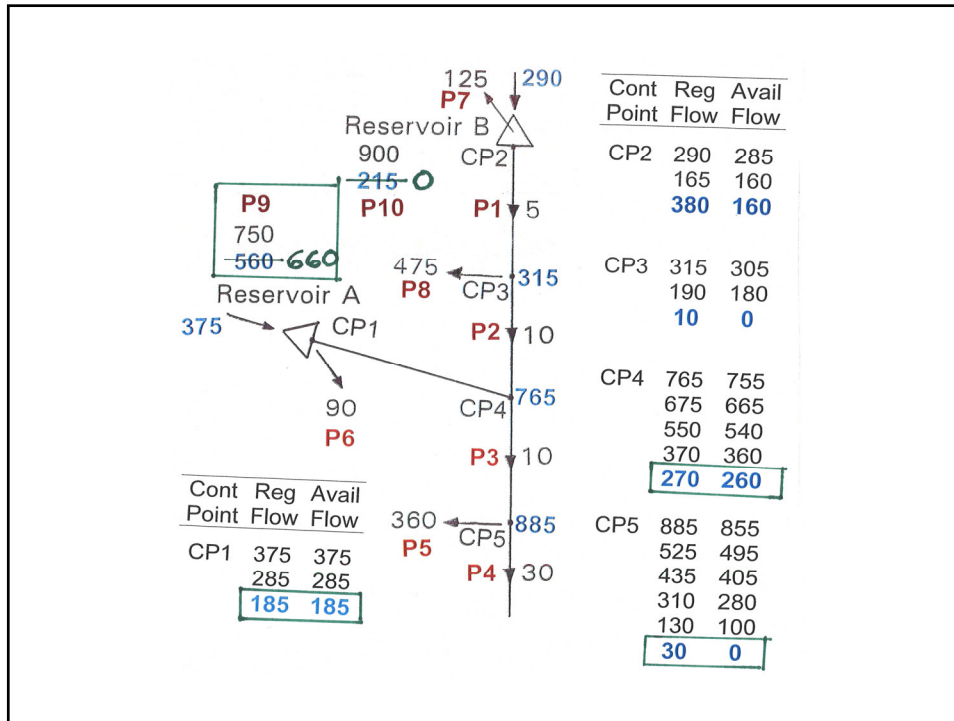 125
290
P7
Reservoir B
CP2
900
215 0
P10
P1 5
P9
750
560 660
475
P8
CP3
315
Reservoir A
375
CP1
P2 10
90
P6
CP4
765
P3 10
360
P5
CP5
885
P4 30
Cont Reg Avail
Point Flow Flow
CP1 375 375
285 285
185 185
Cont Reg Avail
Point Flow Flow
CP2 290 285
165 160
380 160
CP3 315 305
190 180
10 0
CP4 765 755
675 665
550 540
370 360
270 260
CP5 885 855
525 495
435 405
310 280
130 100
30 0